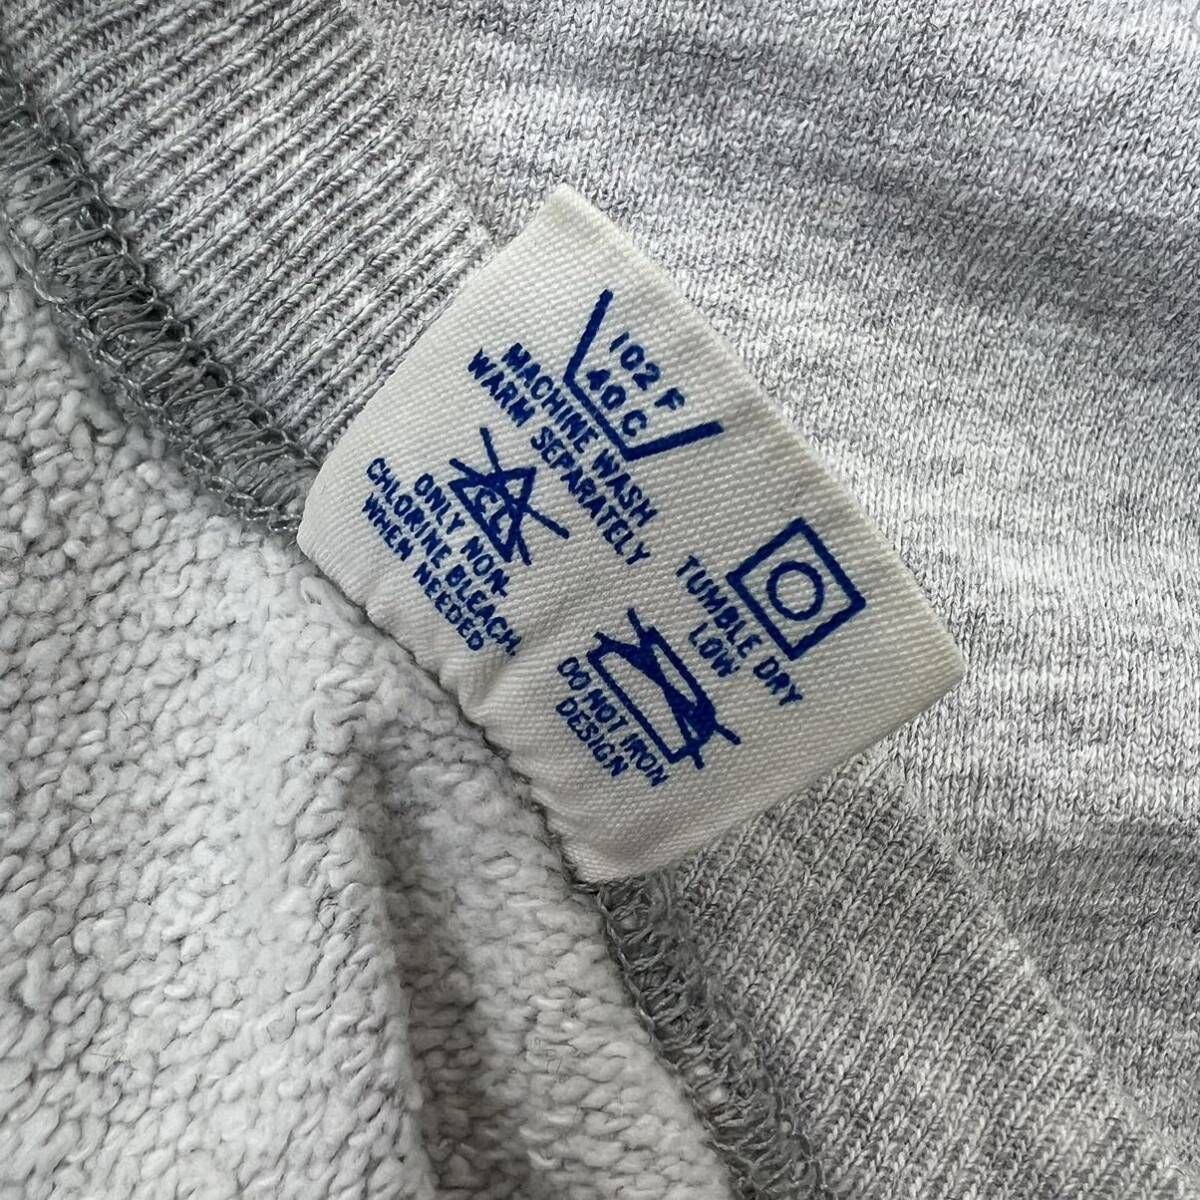 102 F
40 C
MACHINE WASH
WARM SEPARATELY
CL
ONLY NON-
CHLORINE BLEACH,
WHEN NEEDED
TUMBLE DRY
LOW
DO NOT IRON
DESIGN